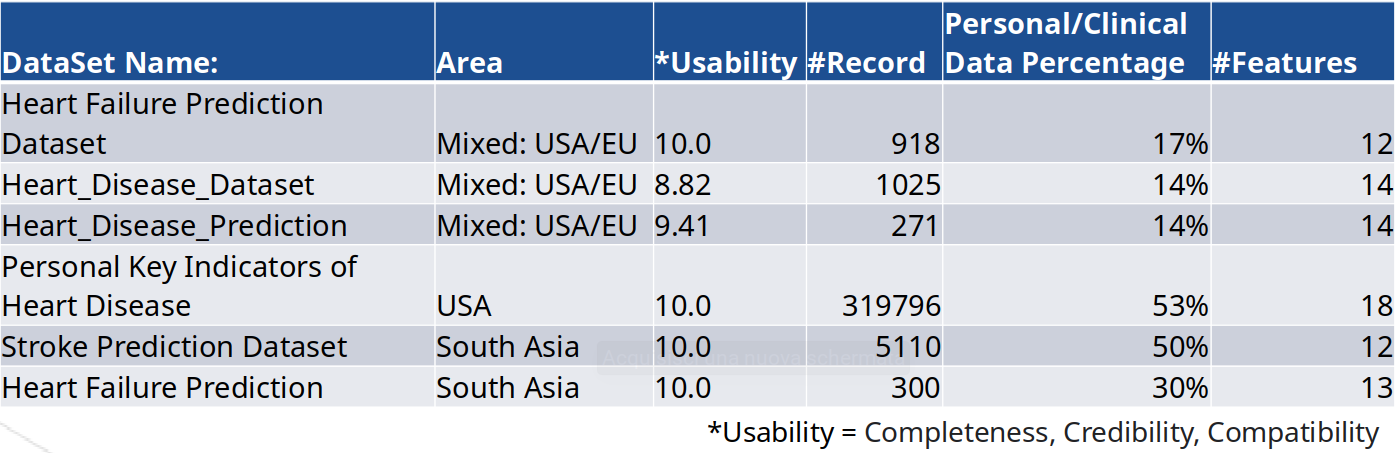 Personal/Clinical
DataSet Name: Area *Usability #Record Data Percentage #Features
Heart Failure Prediction
Dataset Mixed: USA/EU 10.0 918 17% 12
Heart_Disease_Dataset Mixed: USA/EU 8.82 1025 14% 14
Heart_Disease_Prediction Mixed: USA/EU 9.41 271 14% 14
Personal Key Indicators of
Heart Disease USA 10.0 319796 53% 18
Stroke Prediction Dataset South Asia 10.0 5110 50% 12
Heart Failure Prediction South Asia 10.0 300 30% 13
*Usability = Completeness, Credibility, Compatibility